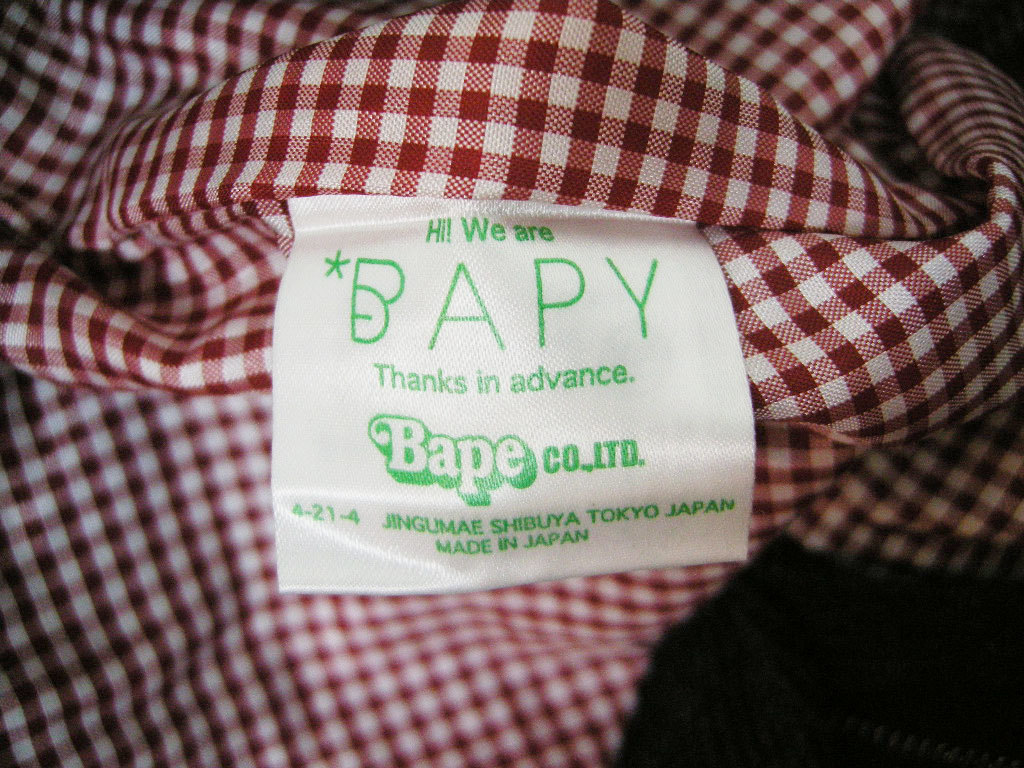 Hi! We are
*BAPY
Thanks in advance.
Bape CO.,LTD.
4-21-4 JINGUMAE SHIBUYA TOKYO JAPAN
MADE IN JAPAN